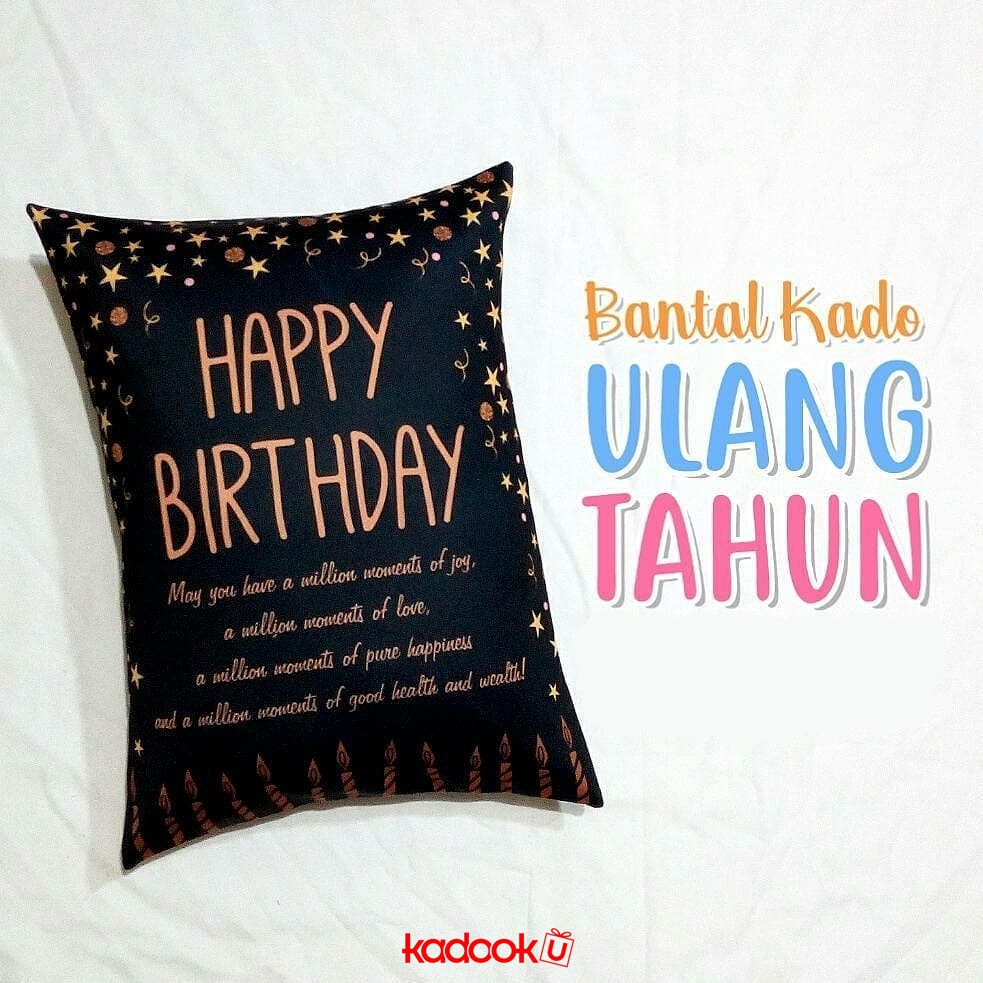 HAPPY
BIRTHDAY
May you have a million moments of joy,
a million moments of love,
a million moments of pure happiness
and a million moments of good health and wealth!
Bantal Kado
ULANG
TAHUN
kadookU